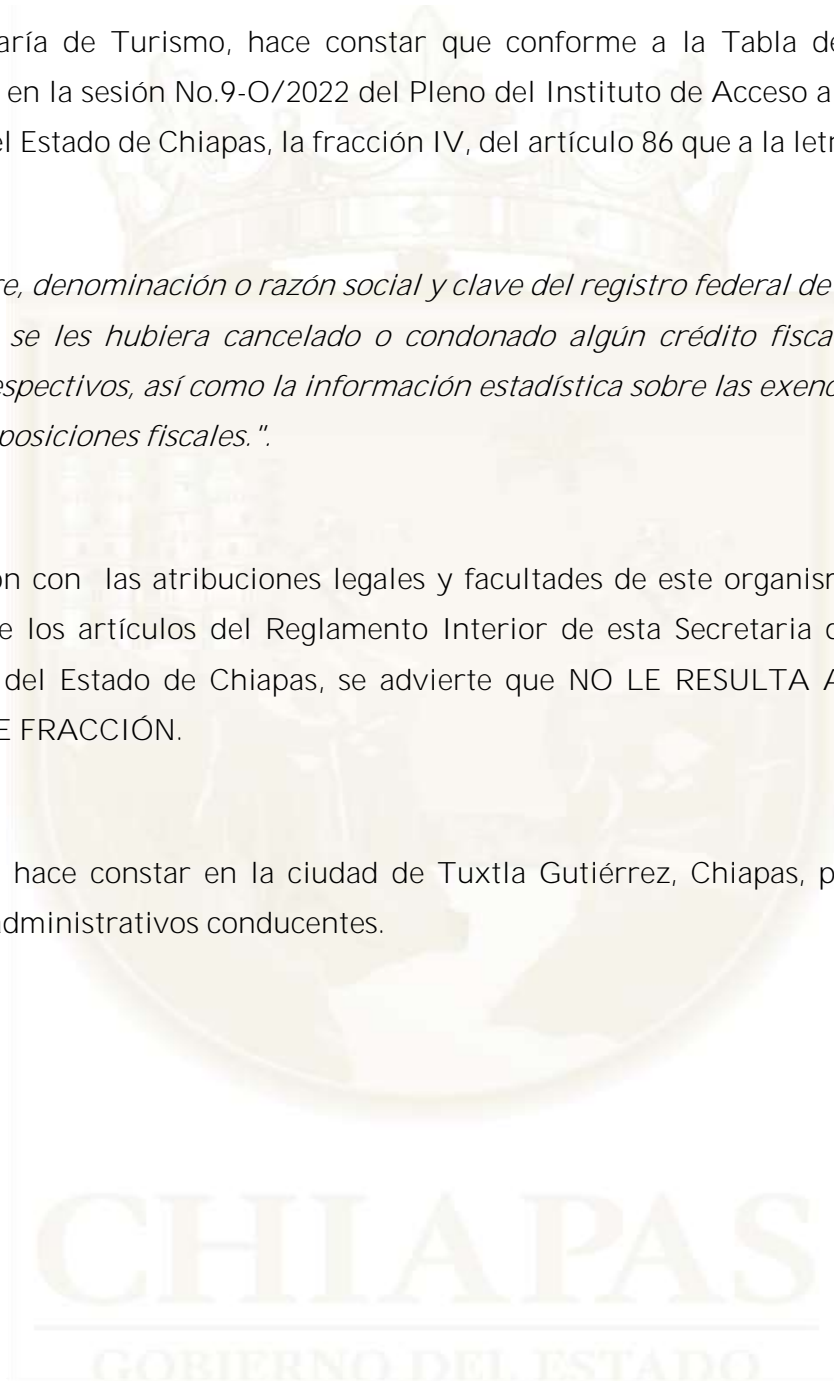 aría de Turismo, hace constar que conforme a la Tabla de
en la sesión No.9-O/2022 del Pleno del Instituto de Acceso a
el Estado de Chiapas, la fracción IV, del artículo 86 que a la letr
re, denominación o razón social y clave del registro federal de
se les hubiera cancelado o condonado algún crédito fisca
espectivos, así como la información estadística sobre las exenc
posiciones fiscales.".
ón con las atribuciones legales y facultades de este organism
e los artículos del Reglamento Interior de esta Secretaria d
del Estado de Chiapas, se advierte que NO LE RESULTA A
E FRACCIÓN.
hace constar en la ciudad de Tuxtla Gutiérrez, Chiapas, p
administrativos conducentes.
CHIAPAS
GOBIERNO DEL ESTADO